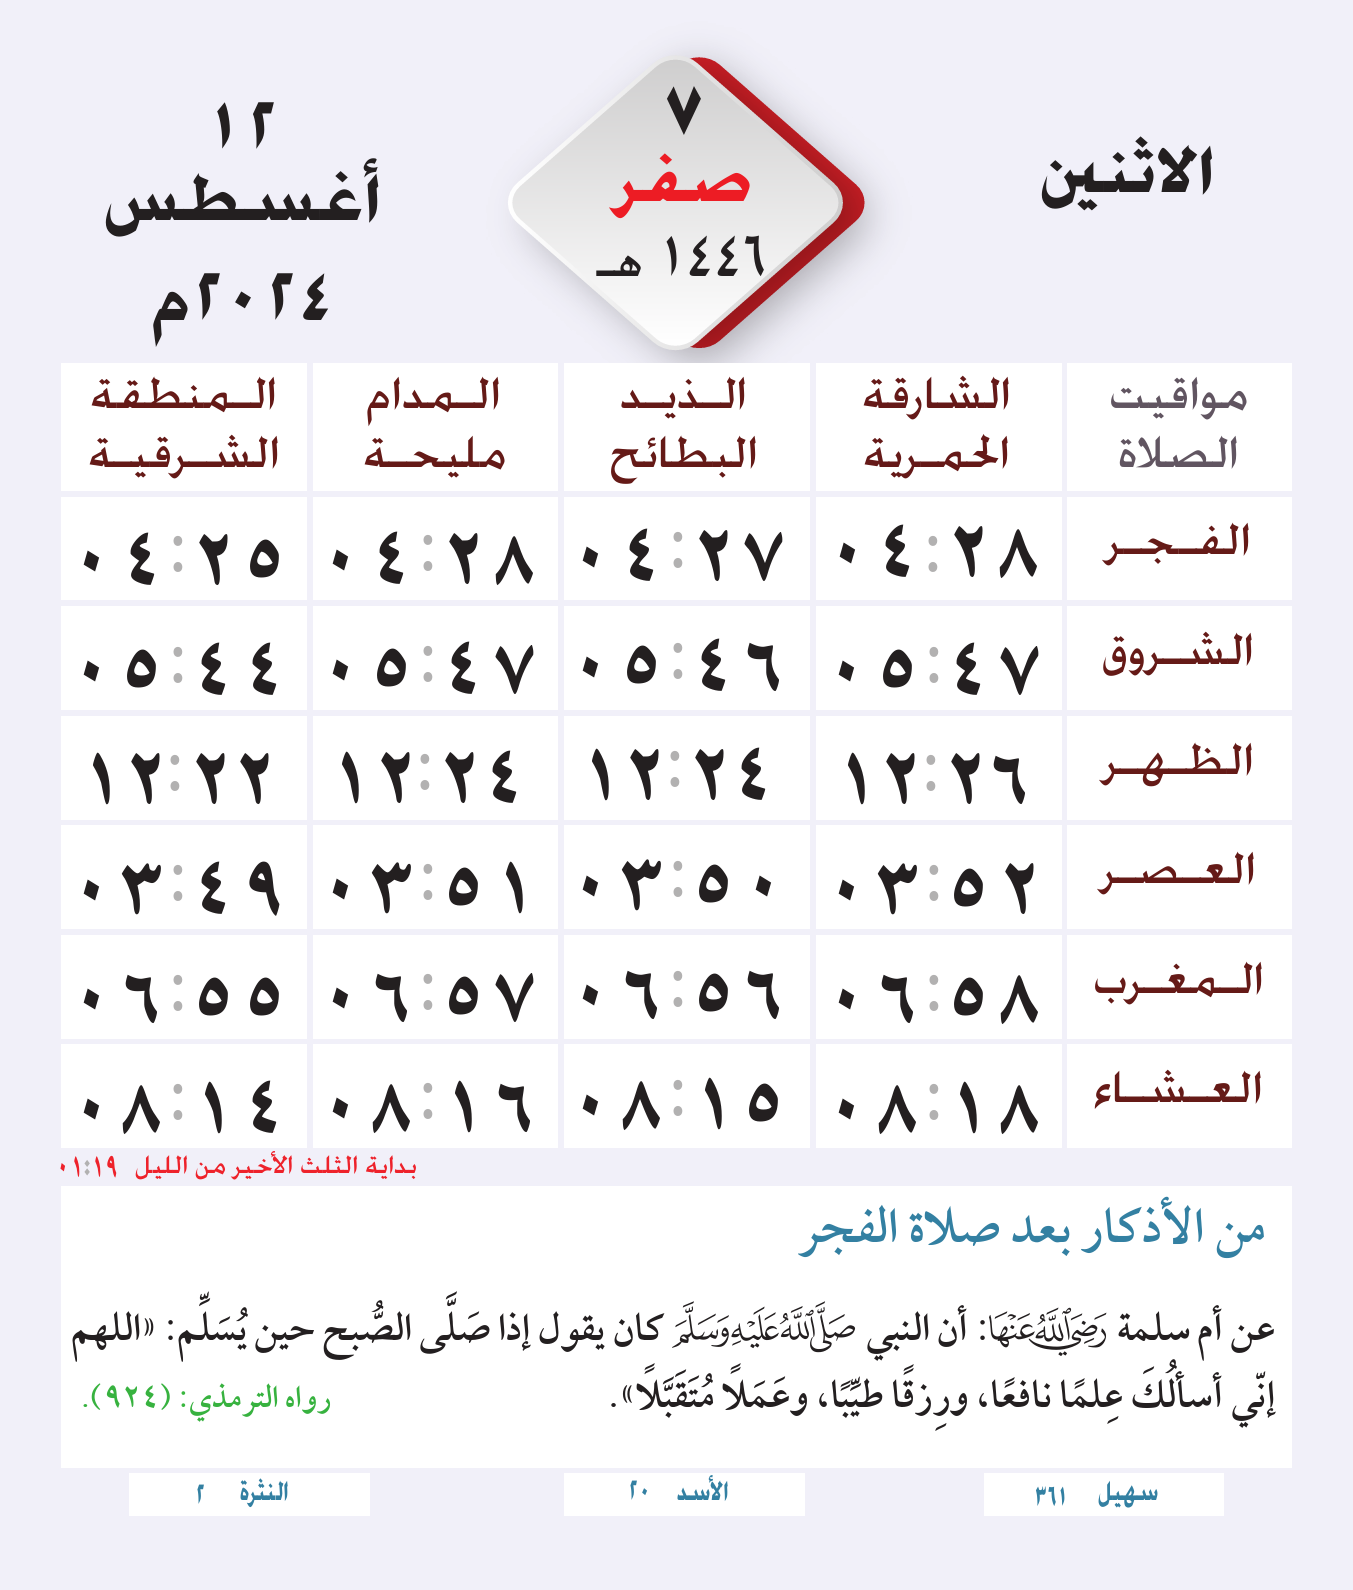 الاثنين
٧
صفر
١٤٤٦ هـ
١٢
أغسطس
٢٠٢٤م
مواقيت الصلاة
الشارقة الحمرية
الذيد البطائح
المدام مليحة
المنطقة الشرقية
الفجر ٠٤:٢٨ ٠٤:٢٧ ٠٤:٢٨ ٠٤:٢٥
الشروق ٠٥:٤٧ ٠٥:٤٦ ٠٥:٤٧ ٠٥:٤٤
الظهر ١٢:٢٦ ١٢:٢٤ ١٢:٢٤ ١٢:٢٢
العصر ٠٣:٥٢ ٠٣:٥٠ ٠٣:٥١ ٠٣:٤٩
المغرب ٠٦:٥٨ ٠٦:٥٦ ٠٦:٥٧ ٠٦:٥٥
العشاء ٠٨:١٨ ٠٨:١٥ ٠٨:١٦ ٠٨:١٤
بداية الثلث الأخير من الليل ٠١:١٩
من الأذكار بعد صلاة الفجر
عن أم سلمة رَضِيَ اللَّهُ عَنْهَا: أن النبي صَلَّى اللَّهُ عَلَيْهِ وَسَلَّمَ كان يقول إذا صَلَّى الصُّبح حين يُسَلِّم: «اللهم
إنّي أسألُكَ عِلمًا نافعًا، ورِزقًا طيِّبًا، وعَمَلًا مُتَقَبَّلًا». رواه الترمذي: (٩٢٤).
سهيل ٣٦١ الأسد ٢٠ النثرة ٢